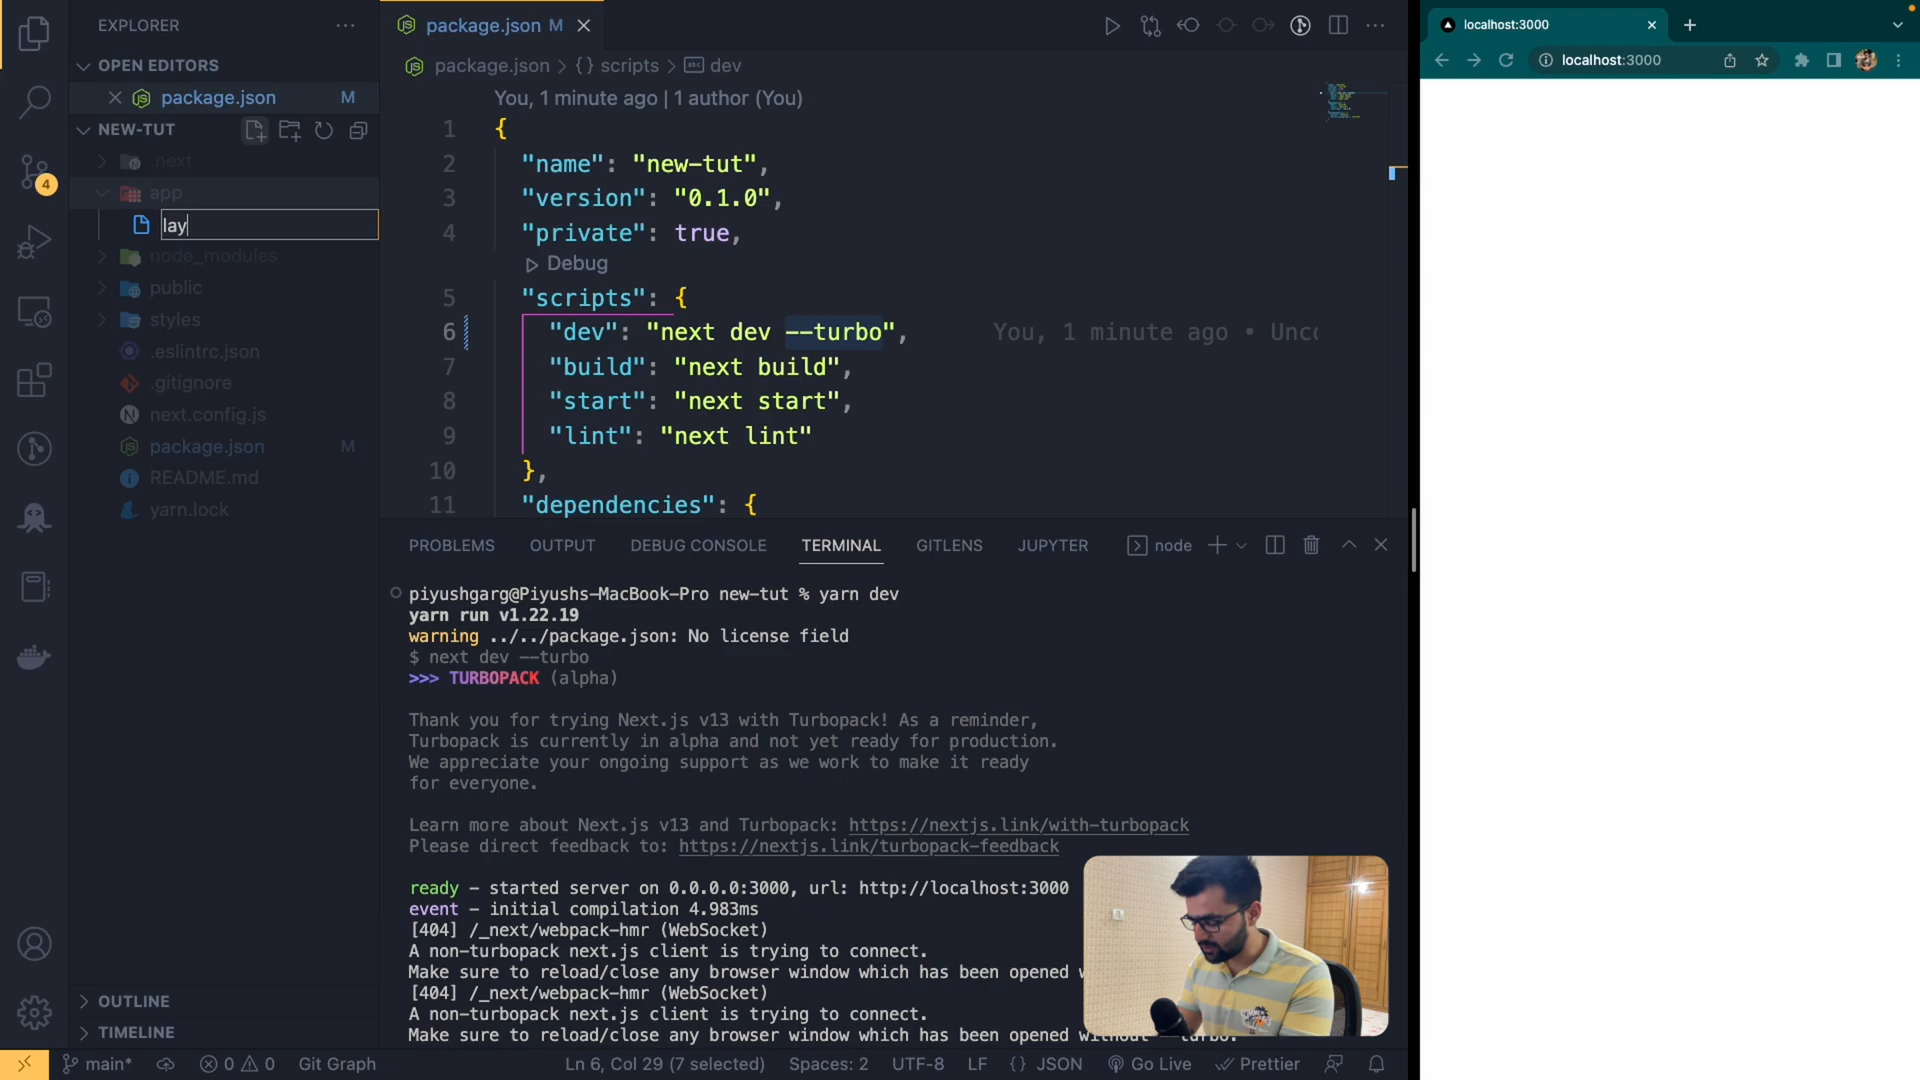 EXPLORER
OPEN EDITORS
package.json M
NEW-TUT
.next
app
lay
node_modules
public
styles
.eslintrc.json
.gitignore
next.config.js
package.json M
README.md
yarn.lock
OUTLINE
TIMELINE
4
package.json M
package.json > {} scripts > abc dev
You, 1 minute ago | 1 author (You)
1 {
2 "name": "new-tut",
3 "version": "0.1.0",
4 "private": true,
Debug
5 "scripts": {
6 "dev": "next dev --turbo", You, 1 minute ago • Unco
7 "build": "next build",
8 "start": "next start",
9 "lint": "next lint"
10 },
11 "dependencies": {
PROBLEMS OUTPUT DEBUG CONSOLE TERMINAL GITLENS JUPYTER node
piyushgarg@Piyushs-MacBook-Pro new-tut % yarn dev
yarn run v1.22.19
warning ../../package.json: No license field
$ next dev --turbo
>>> TURBOPACK (alpha)
Thank you for trying Next.js v13 with Turbopack! As a reminder,
Turbopack is currently in alpha and not yet ready for production.
We appreciate your ongoing support as we work to make it ready
for everyone.
Learn more about Next.js v13 and Turbopack: https://nextjs.link/with-turbopack
Please direct feedback to: https://nextjs.link/turbopack-feedback
ready - started server on 0.0.0.0:3000, url: http://localhost:3000
event - initial compilation 4.983ms
[404] /_next/webpack-hmr (WebSocket)
A non-turbopack next.js client is trying to connect.
Make sure to reload/close any browser window which has been opened w
[404] /_next/webpack-hmr (WebSocket)
A non-turbopack next.js client is trying to connect.
Make sure to reload/close any browser window which has been opened without --turbo.
main* 0 0 Git Graph Ln 6, Col 29 (7 selected) Spaces: 2 UTF-8 LF {} JSON Go Live Prettier
localhost:3000
localhost:3000